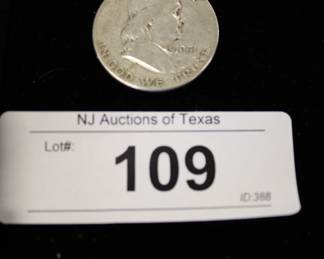 IN GOD WE TRUST
NJ Auctions of Texas
Lot#:
109
ID:388